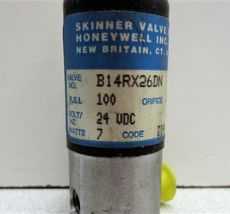 SKINNER VALVE
HONEYWELL INC.
NEW BRITAIN, CT.
VALVE NO. B14RX26DN
P.S.I. 100 ORIFICE
VOLT/HZ. 24 VDC
WATTS 7 CODE